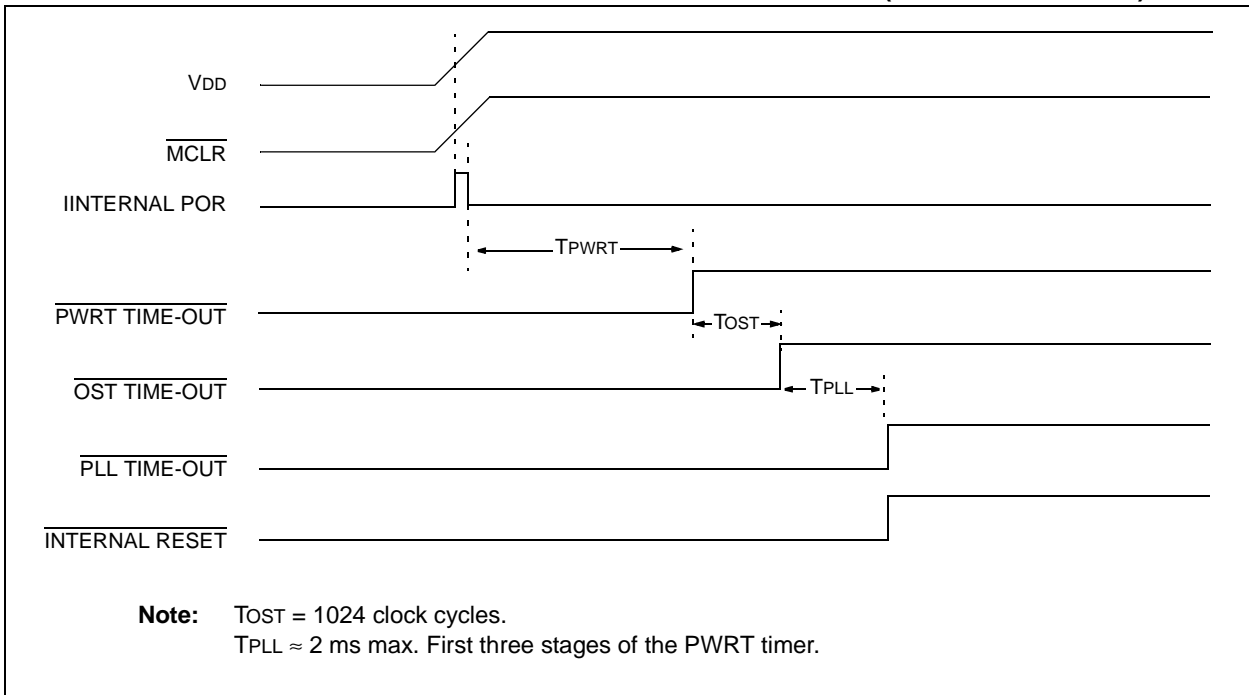 VDD
MCLR
IINTERNAL POR
TPWRT
PWRT TIME-OUT
TOST
OST TIME-OUT
TPLL
PLL TIME-OUT
INTERNAL RESET
Note: TOST = 1024 clock cycles.
TPLL ≈ 2 ms max. First three stages of the PWRT timer.